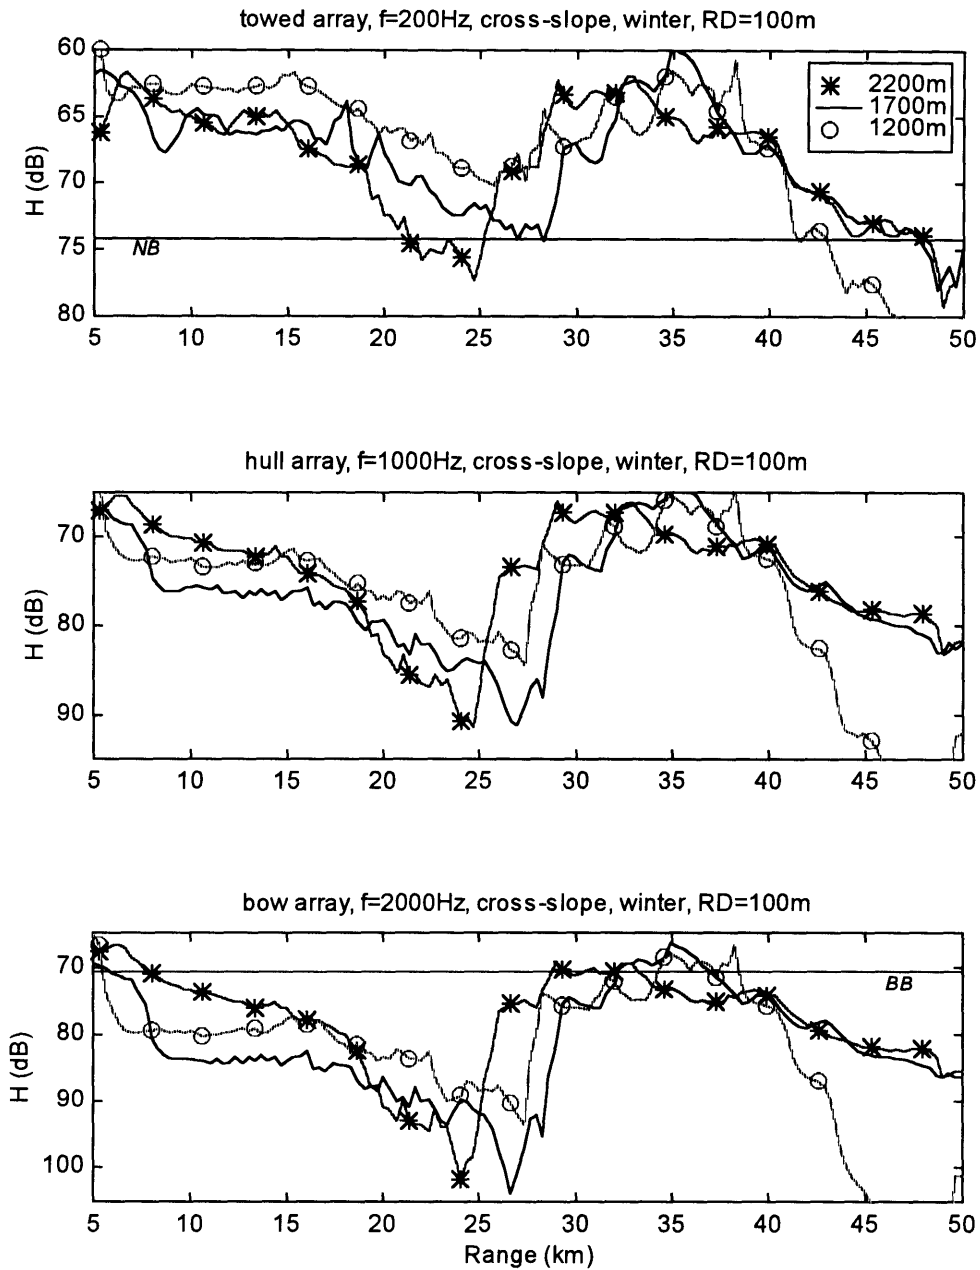 towed array, f=200Hz, cross-slope, winter, RD=100m
60
65
70
75
80
H (dB)
NB
2200m
1700m
1200m
5 10 15 20 25 30 35 40 45 50
hull array, f=1000Hz, cross-slope, winter, RD=100m
70
80
90
H (dB)
5 10 15 20 25 30 35 40 45 50
bow array, f=2000Hz, cross-slope, winter, RD=100m
70
80
90
100
H (dB)
BB
5 10 15 20 25 30 35 40 45 50
Range (km)